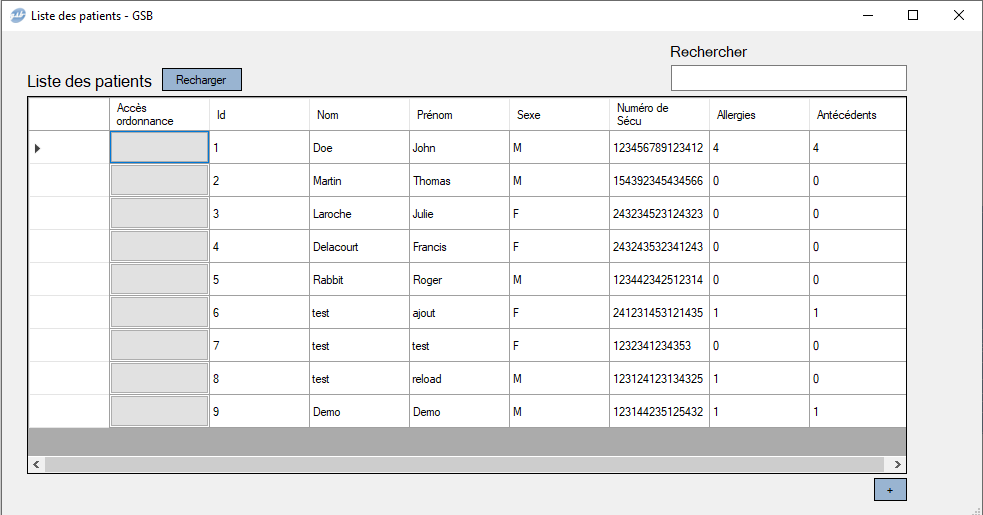 Liste des patients - GSB
Rechercher
Liste des patients Recharger
Accès ordonnance Id Nom Prénom Sexe Numéro de Sécu Allergies Antécédents
1 Doe John M 123456789123412 4 4
2 Martin Thomas M 154392345434566 0 0
3 Laroche Julie F 243234523124323 0 0
4 Delacourt Francis F 243243532341243 0 0
5 Rabbit Roger M 123442342512314 0 0
6 test ajout F 241231453121435 1 1
7 test test F 1232341234353 0 0
8 test reload M 123124123134325 1 0
9 Demo Demo M 123144235125432 1 1
+